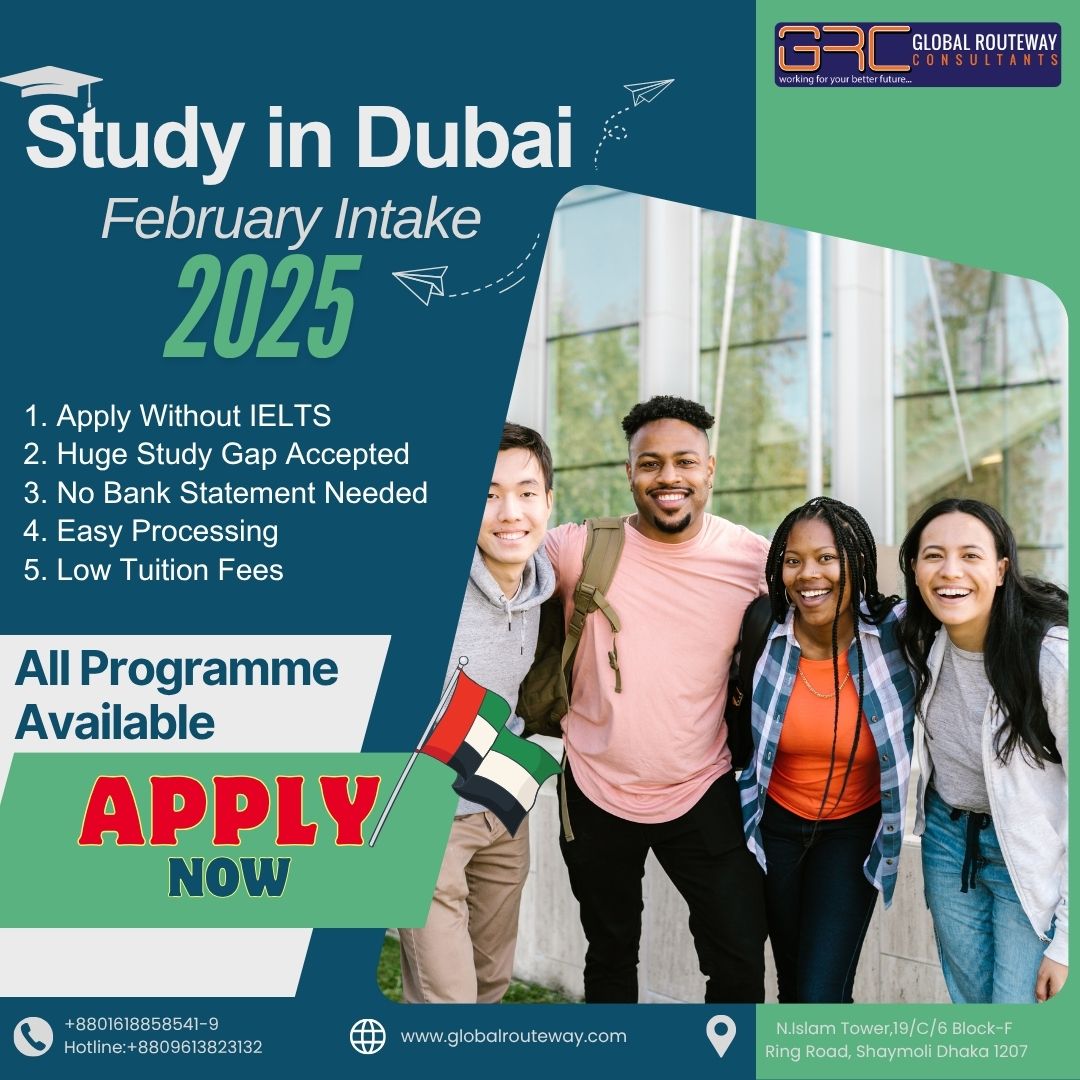 GRC GLOBAL ROUTEWAY
CONSULTANTS
working for your better future...
Study in Dubai
February Intake
2025
1. Apply Without IELTS
2. Huge Study Gap Accepted
3. No Bank Statement Needed
4. Easy Processing
5. Low Tuition Fees
All Programme
Available
APPLY
NOW
+8801618858541-9
Hotline:+8809613823132
www.globalrouteway.com
N.Islam Tower,19/C/6 Block-F
Ring Road, Shaymoli Dhaka 1207